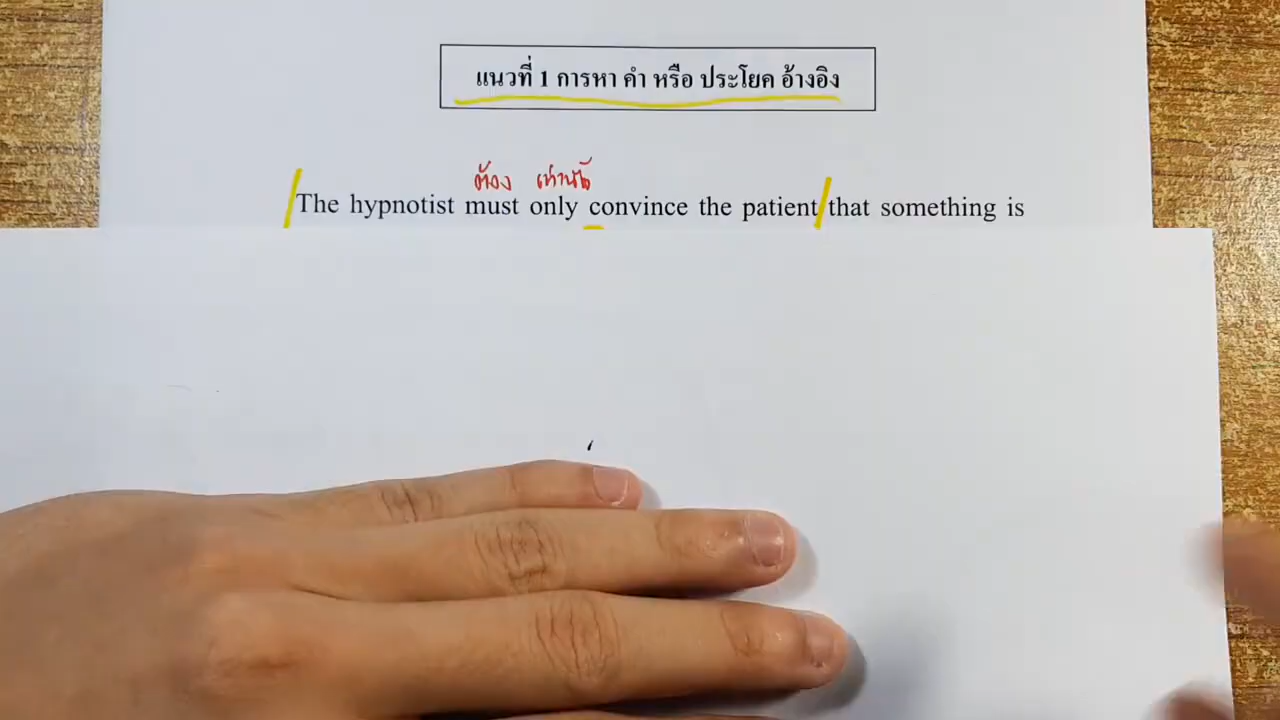 แนวที่ 1 การหา คำ หรือ ประโยค อ้างอิง
ต้อง เท่านั้น
The hypnotist must only convince the patient that something is